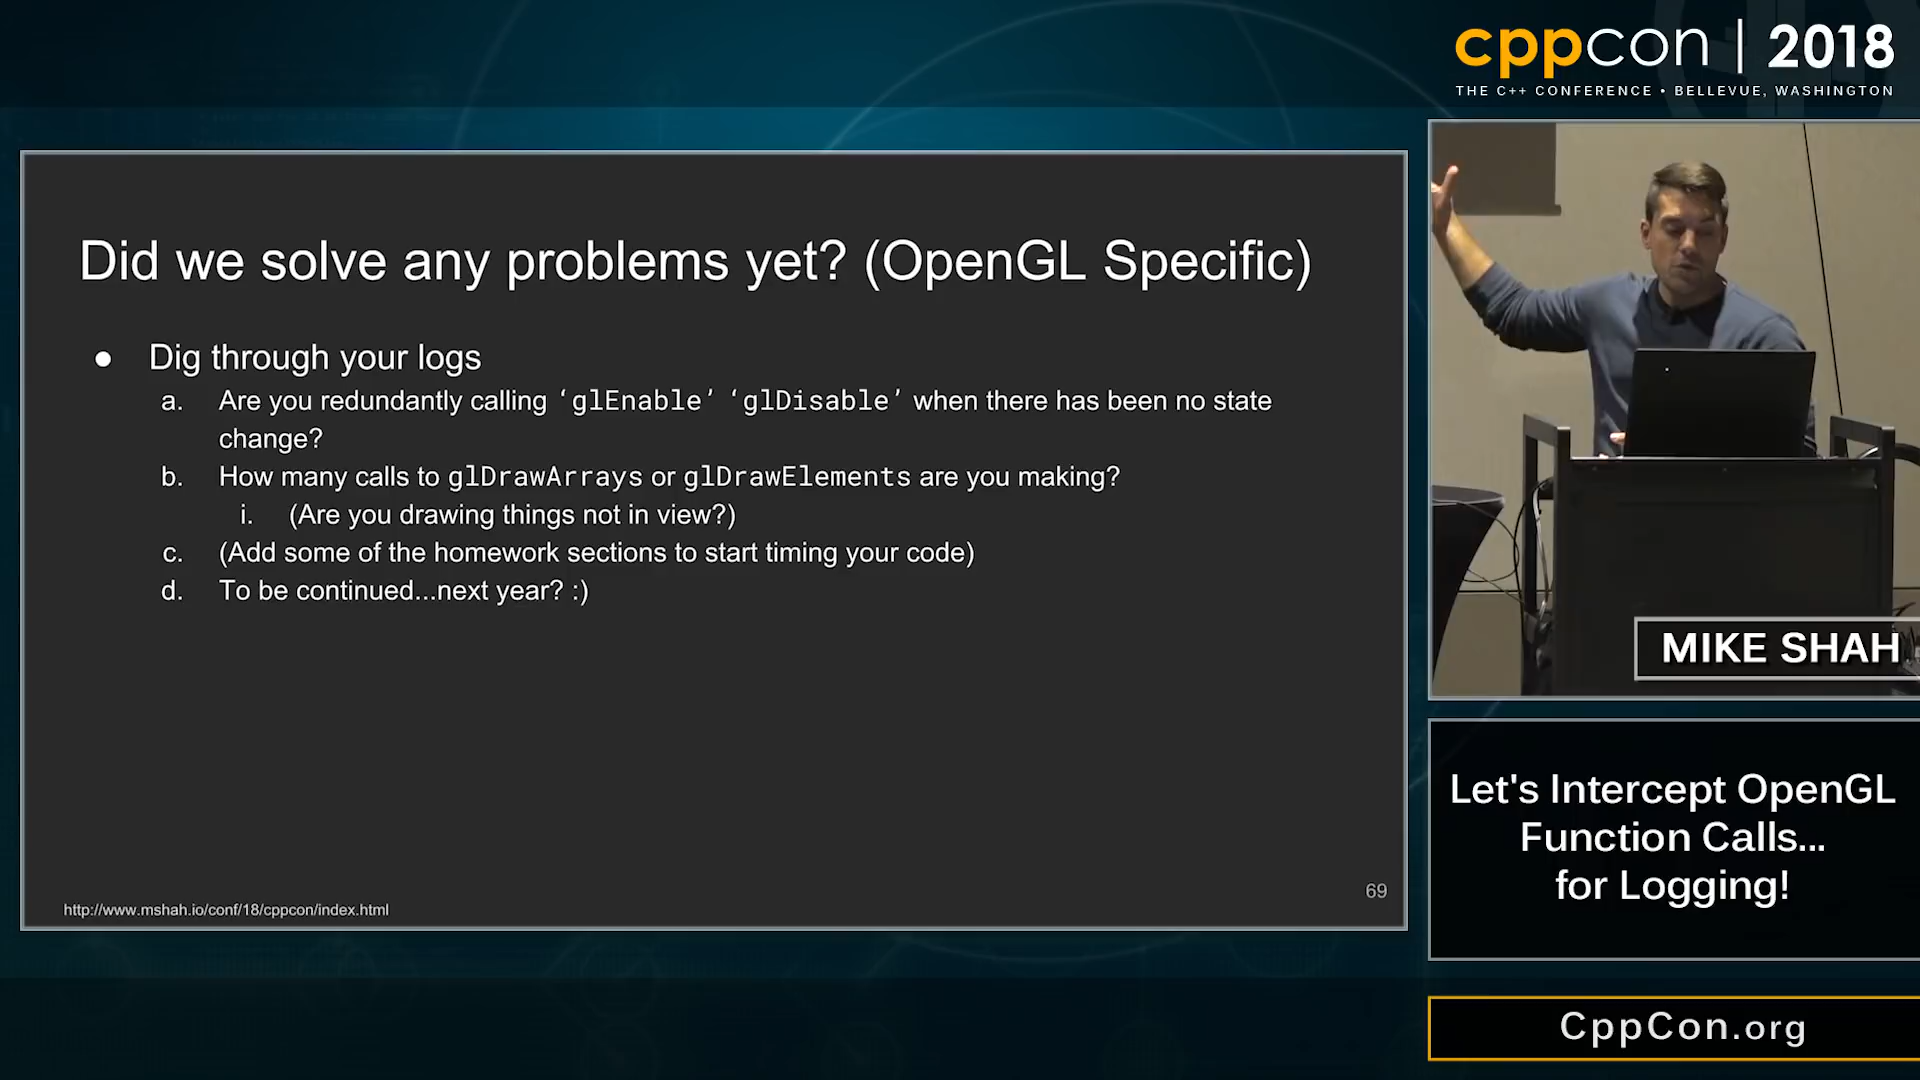 cppcon | 2018
THE C++ CONFERENCE • BELLEVUE, WASHINGTON
Did we solve any problems yet? (OpenGL Specific)
● Dig through your logs
a. Are you redundantly calling ‘glEnable’ ‘glDisable’ when there has been no state
change?
b. How many calls to glDrawArrays or glDrawElements are you making?
i. (Are you drawing things not in view?)
c. (Add some of the homework sections to start timing your code)
d. To be continued...next year? :)
http://www.mshah.io/conf/18/cppcon/index.html
69
MIKE SHAH
Let's Intercept OpenGL
Function Calls...
for Logging!
CppCon.org